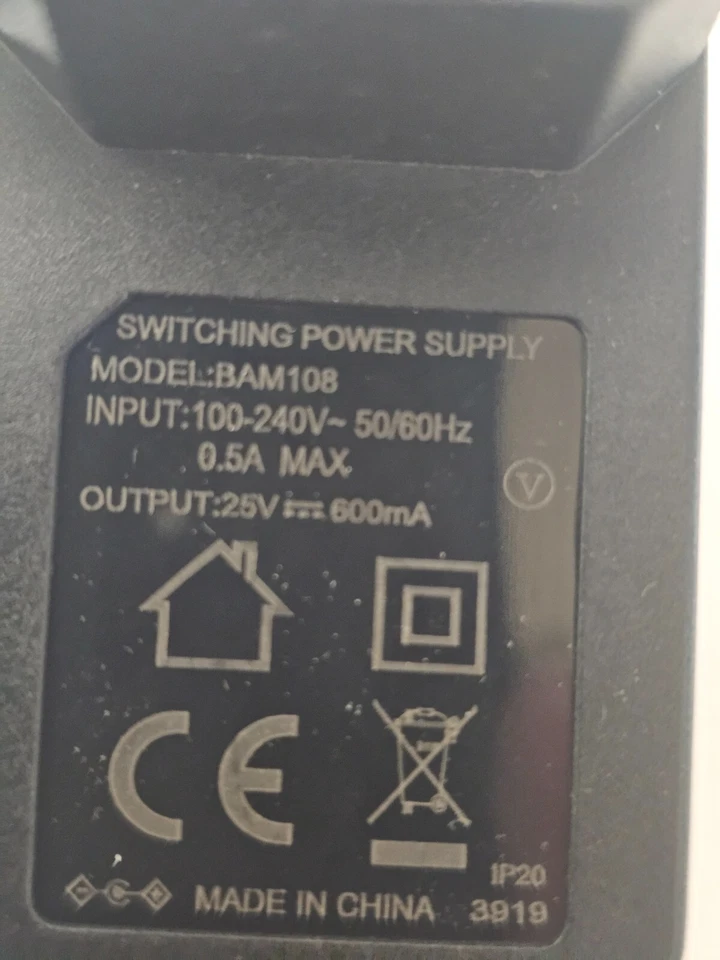 SWITCHING POWER SUPPLY
MODEL:BAM108
INPUT:100-240V~ 50/60Hz
0.5A MAX
OUTPUT:25V⎓600mA
V
CE
IP20
MADE IN CHINA 3919